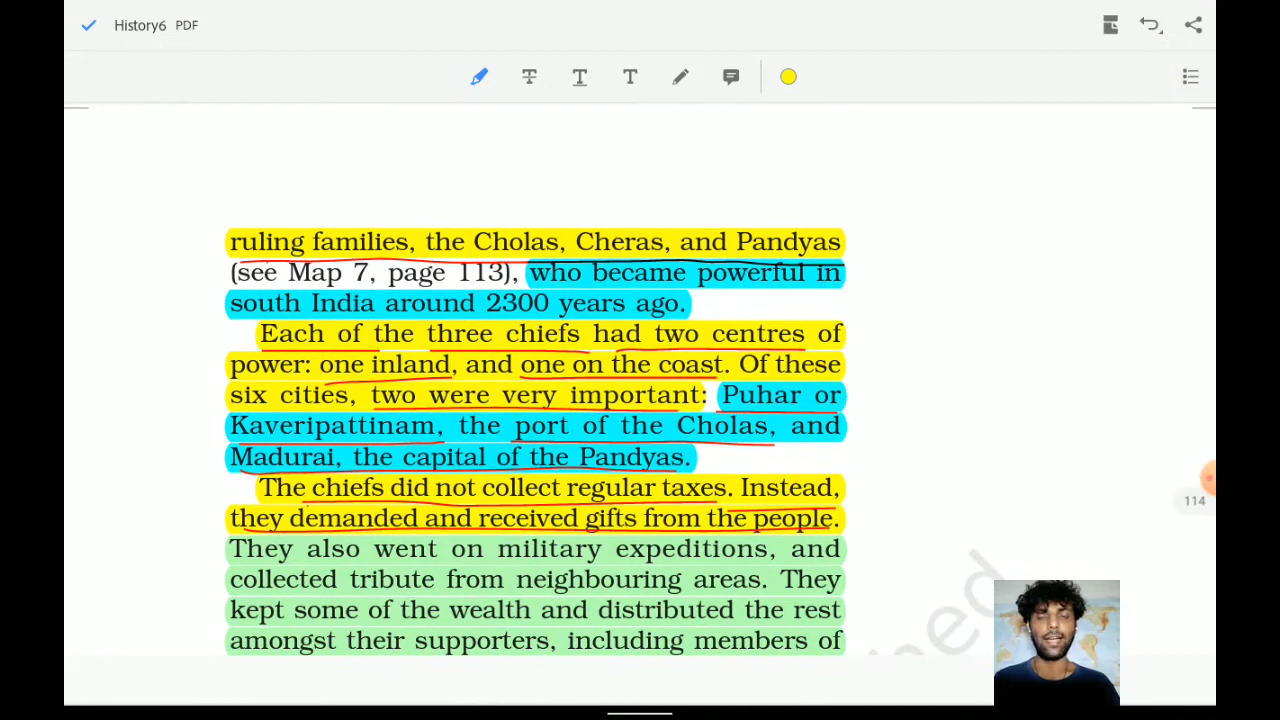 History6 PDF
ruling families, the Cholas, Cheras, and Pandyas
(see Map 7, page 113), who became powerful in
south India around 2300 years ago.
Each of the three chiefs had two centres of
power: one inland, and one on the coast. Of these
six cities, two were very important: Puhar or
Kaveripattinam, the port of the Cholas, and
Madurai, the capital of the Pandyas.
The chiefs did not collect regular taxes. Instead,
they demanded and received gifts from the people.
114
They also went on military expeditions, and
collected tribute from neighbouring areas. They
kept some of the wealth and distributed the rest
amongst their supporters, including members of